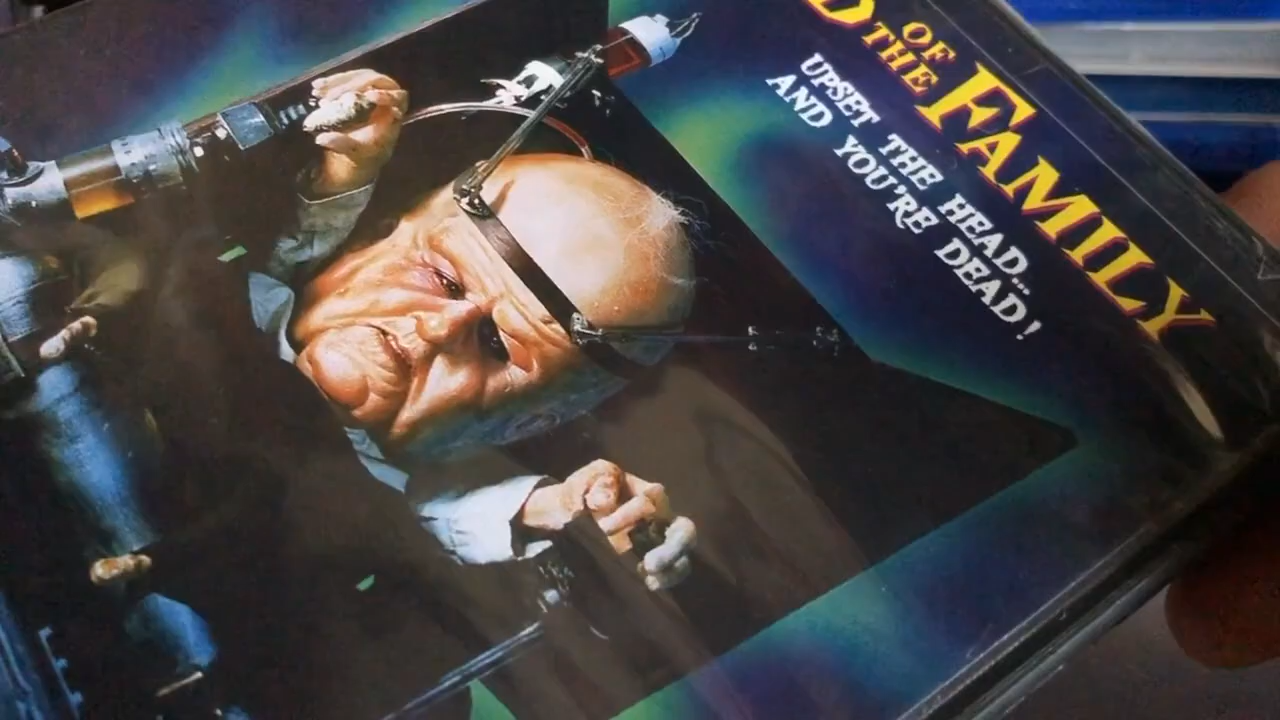 D OF THE FAMILY
UPSET THE HEAD...
AND YOU'RE DEAD!